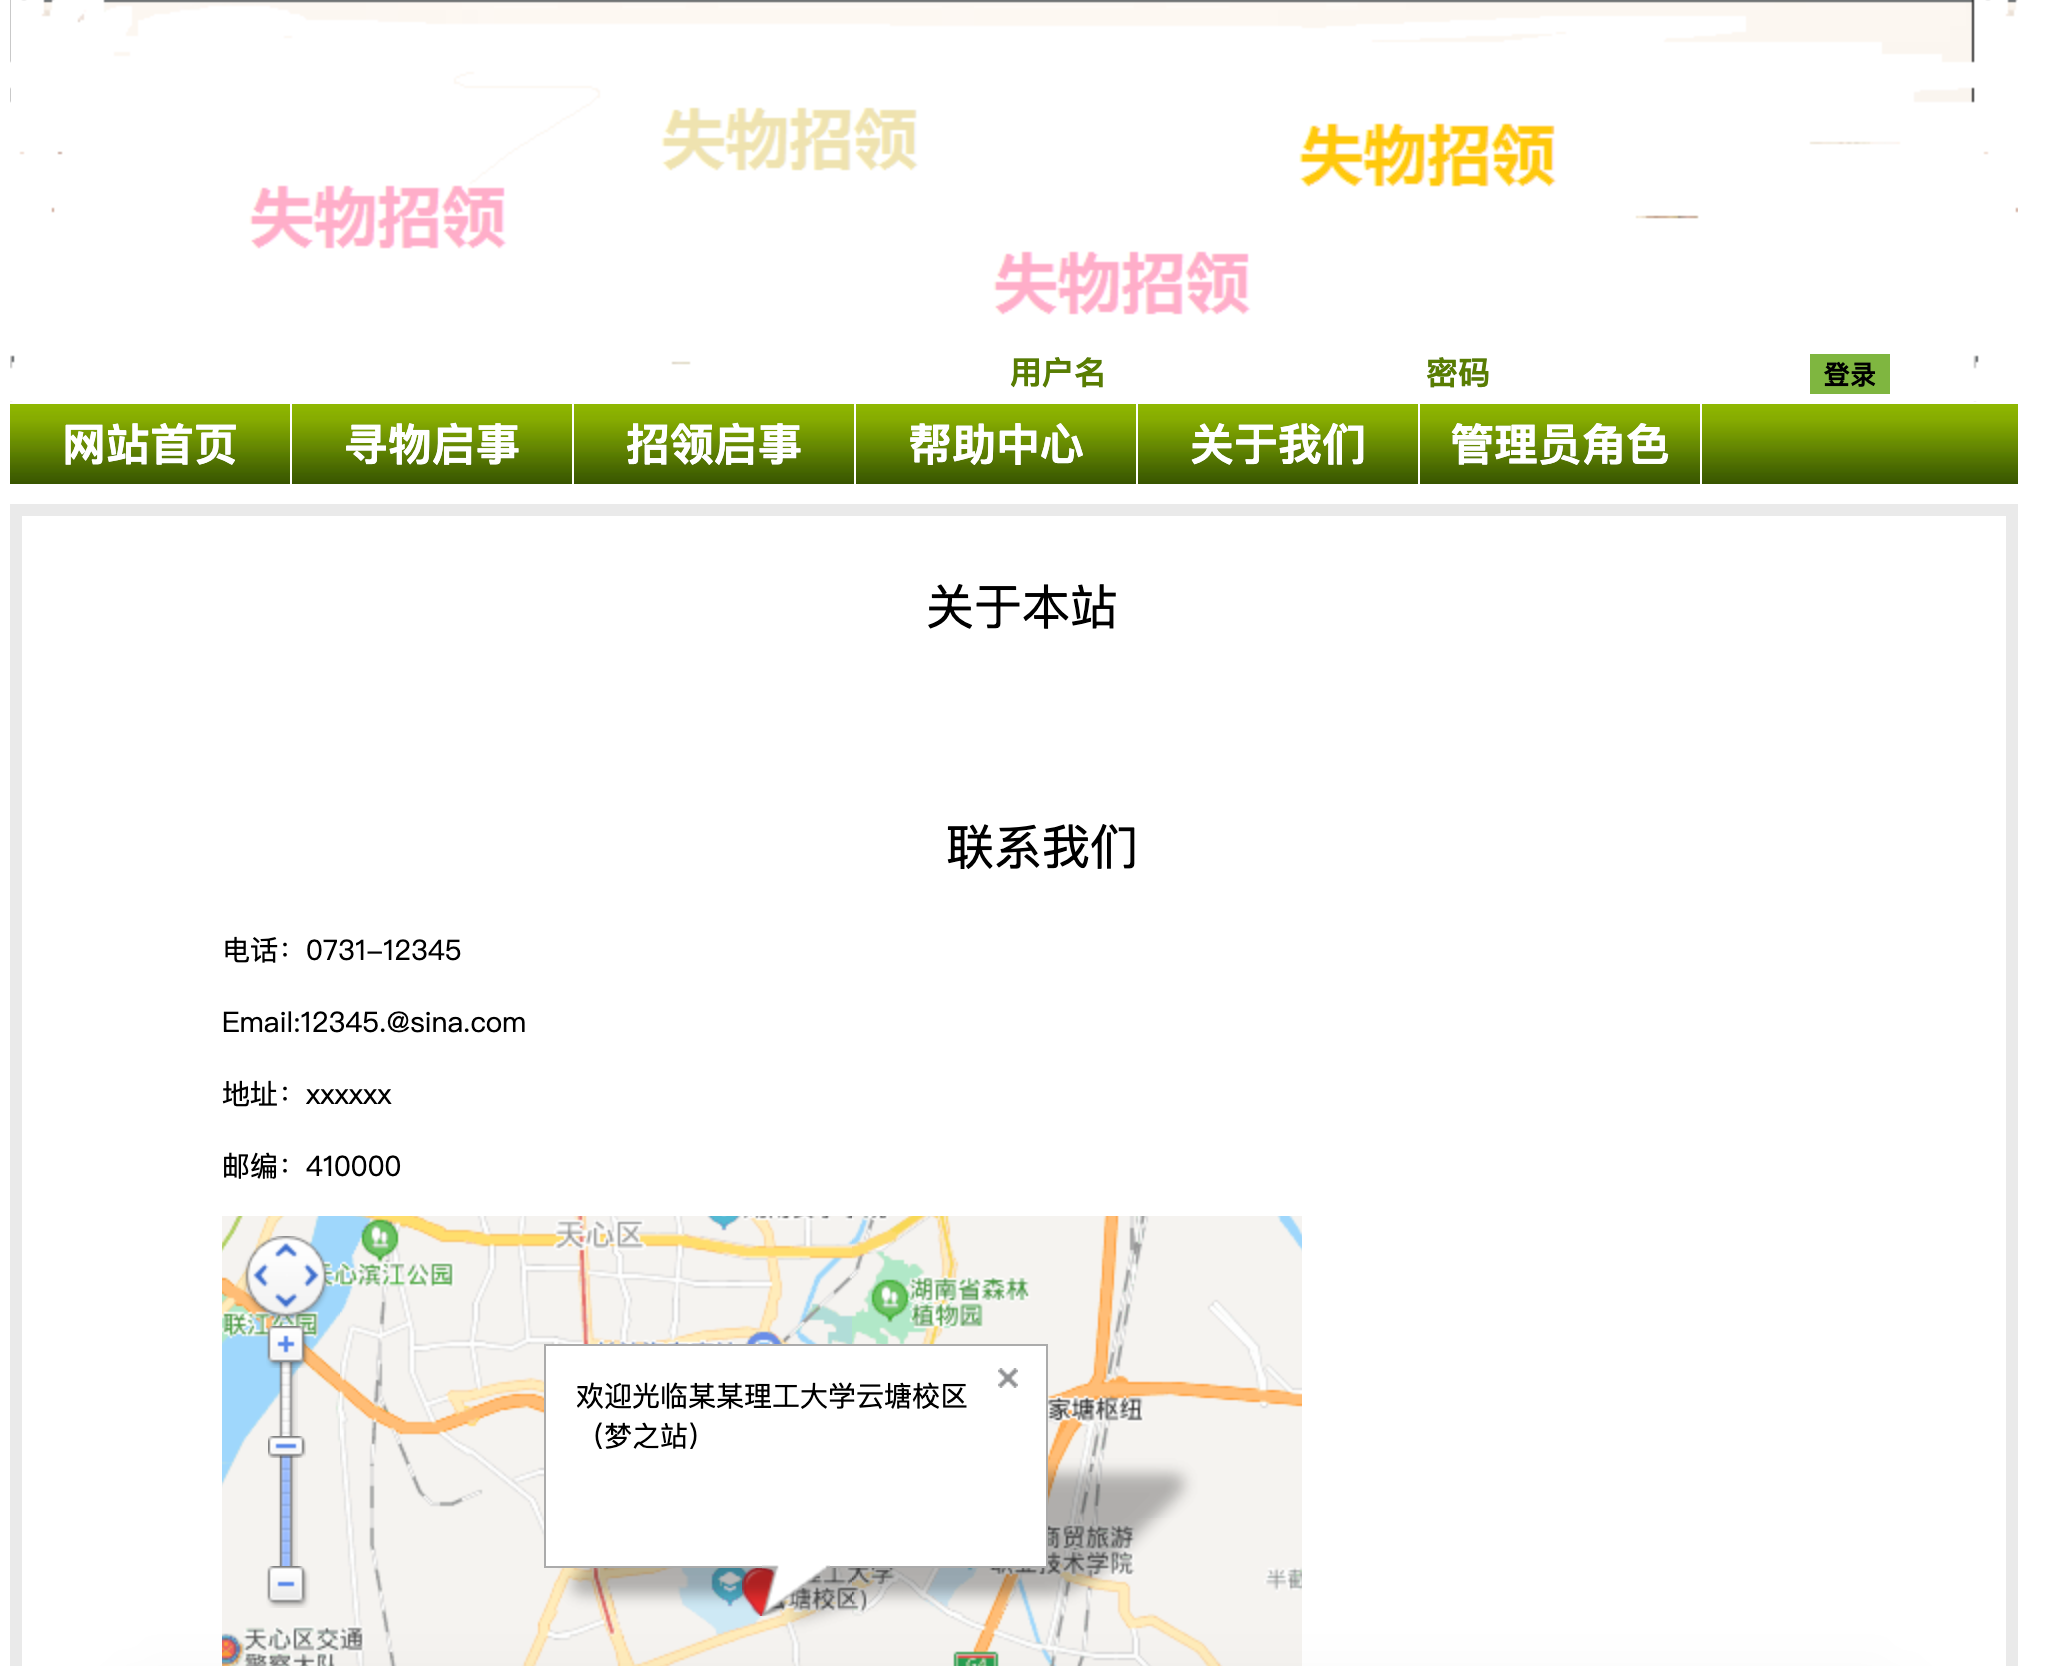 失物招领
失物招领
失物招领
失物招领
用户名 密码 登录
网站首页 寻物启事 招领启事 帮助中心 关于我们 管理员角色
关于本站
联系我们
电话：0731-12345
Email:12345.@sina.com
地址：xxxxxx
邮编：410000
天心区
天心滨江公园
湖南省森林
植物园
联江公园
欢迎光临某某理工大学云塘校区
（梦之站）
家塘枢纽
商贸旅游
职业技术学院
理工大学
云塘校区)
半截
天心区交通
警察大队
G4